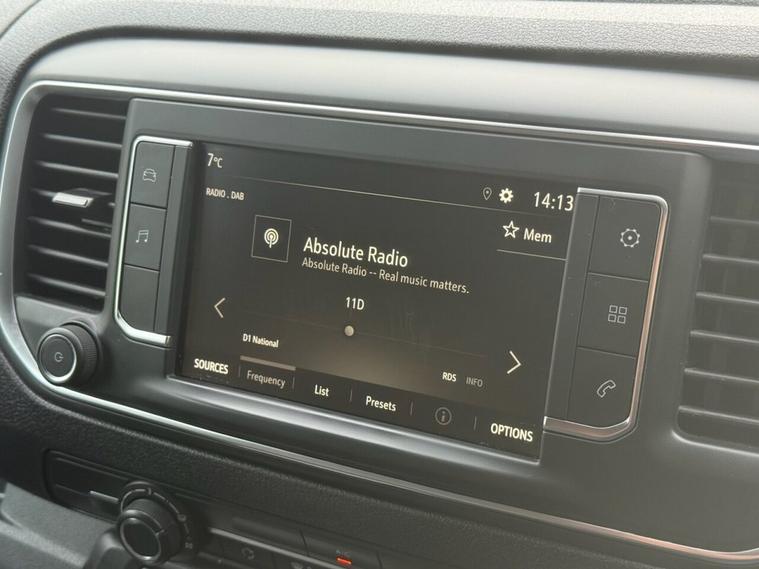 7°C
14:13
RADIO . DAB
Mem
Absolute Radio
Absolute Radio -- Real music matters.
11D
D1 National
RDS INFO
SOURCES Frequency List Presets OPTIONS